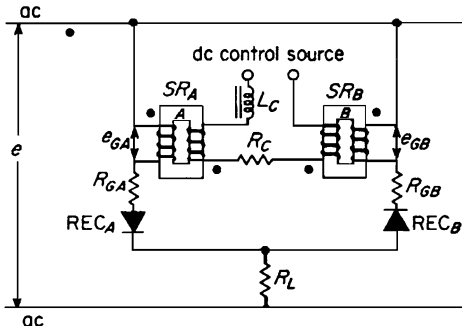 ac
dc control source
SR_A
SR_B
L_C
A
B
e
e_GA
e_GB
R_C
R_GA
R_GB
REC_A
REC_B
R_L
ac